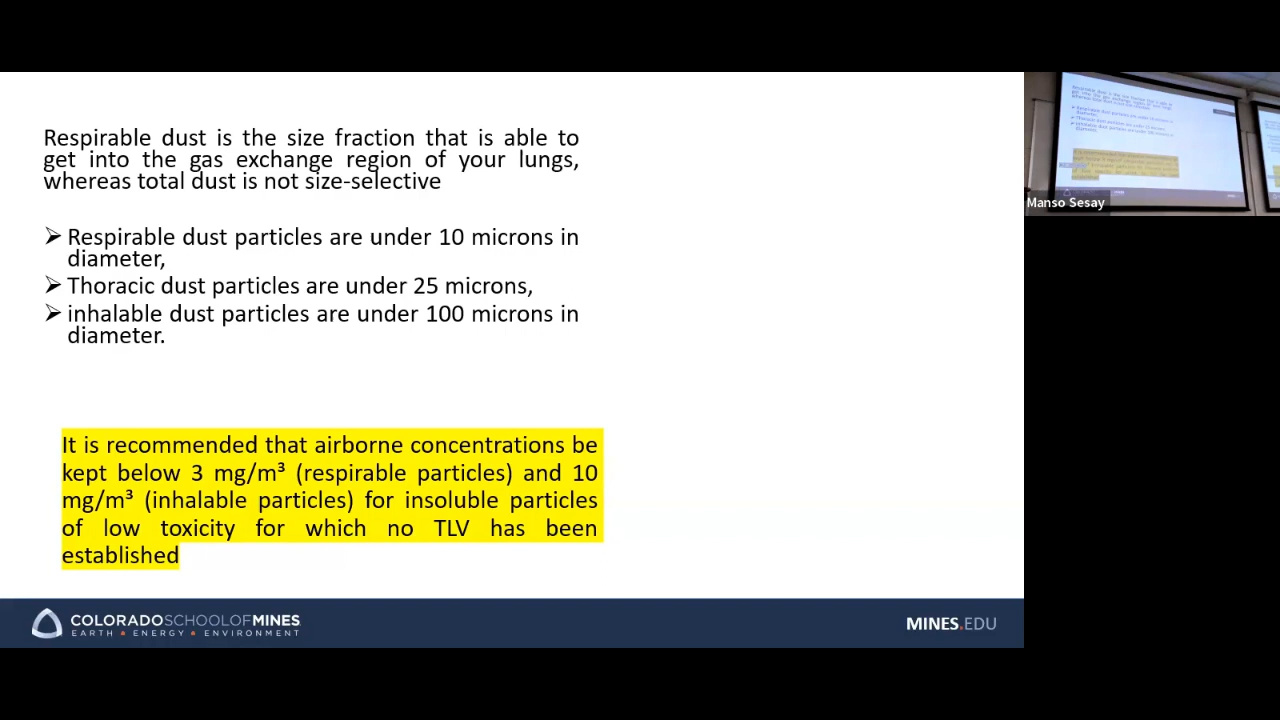 Respirable dust is the size fraction that is able to
get into the gas exchange region of your lungs,
whereas total dust is not size-selective
➢ Respirable dust particles are under 10 microns in
diameter,
➢ Thoracic dust particles are under 25 microns,
➢ inhalable dust particles are under 100 microns in
diameter.
It is recommended that airborne concentrations be
kept below 3 mg/m³ (respirable particles) and 10
mg/m³ (inhalable particles) for insoluble particles
of low toxicity for which no TLV has been
established
COLORADOSCHOOLOFMINES.
EARTH • ENERGY • ENVIRONMENT
MINES.EDU
Manso Sesay